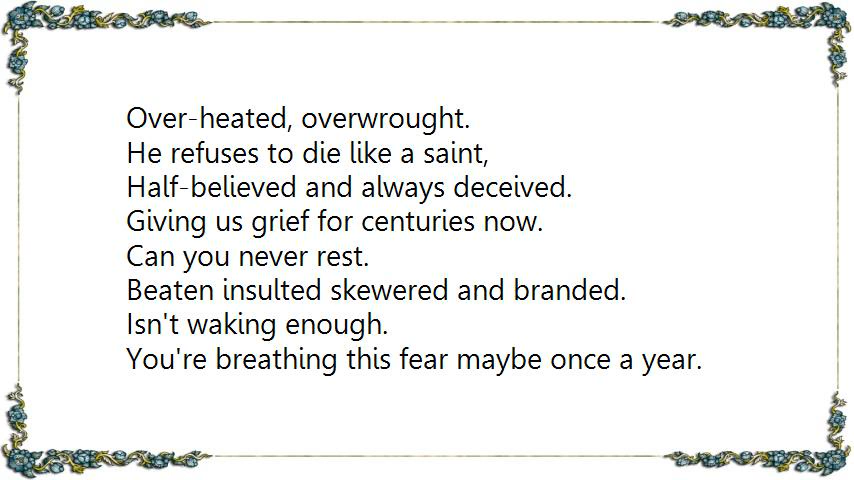 Over-heated, overwrought.
He refuses to die like a saint,
Half-believed and always deceived.
Giving us grief for centuries now.
Can you never rest.
Beaten insulted skewered and branded.
Isn't waking enough.
You're breathing this fear maybe once a year.